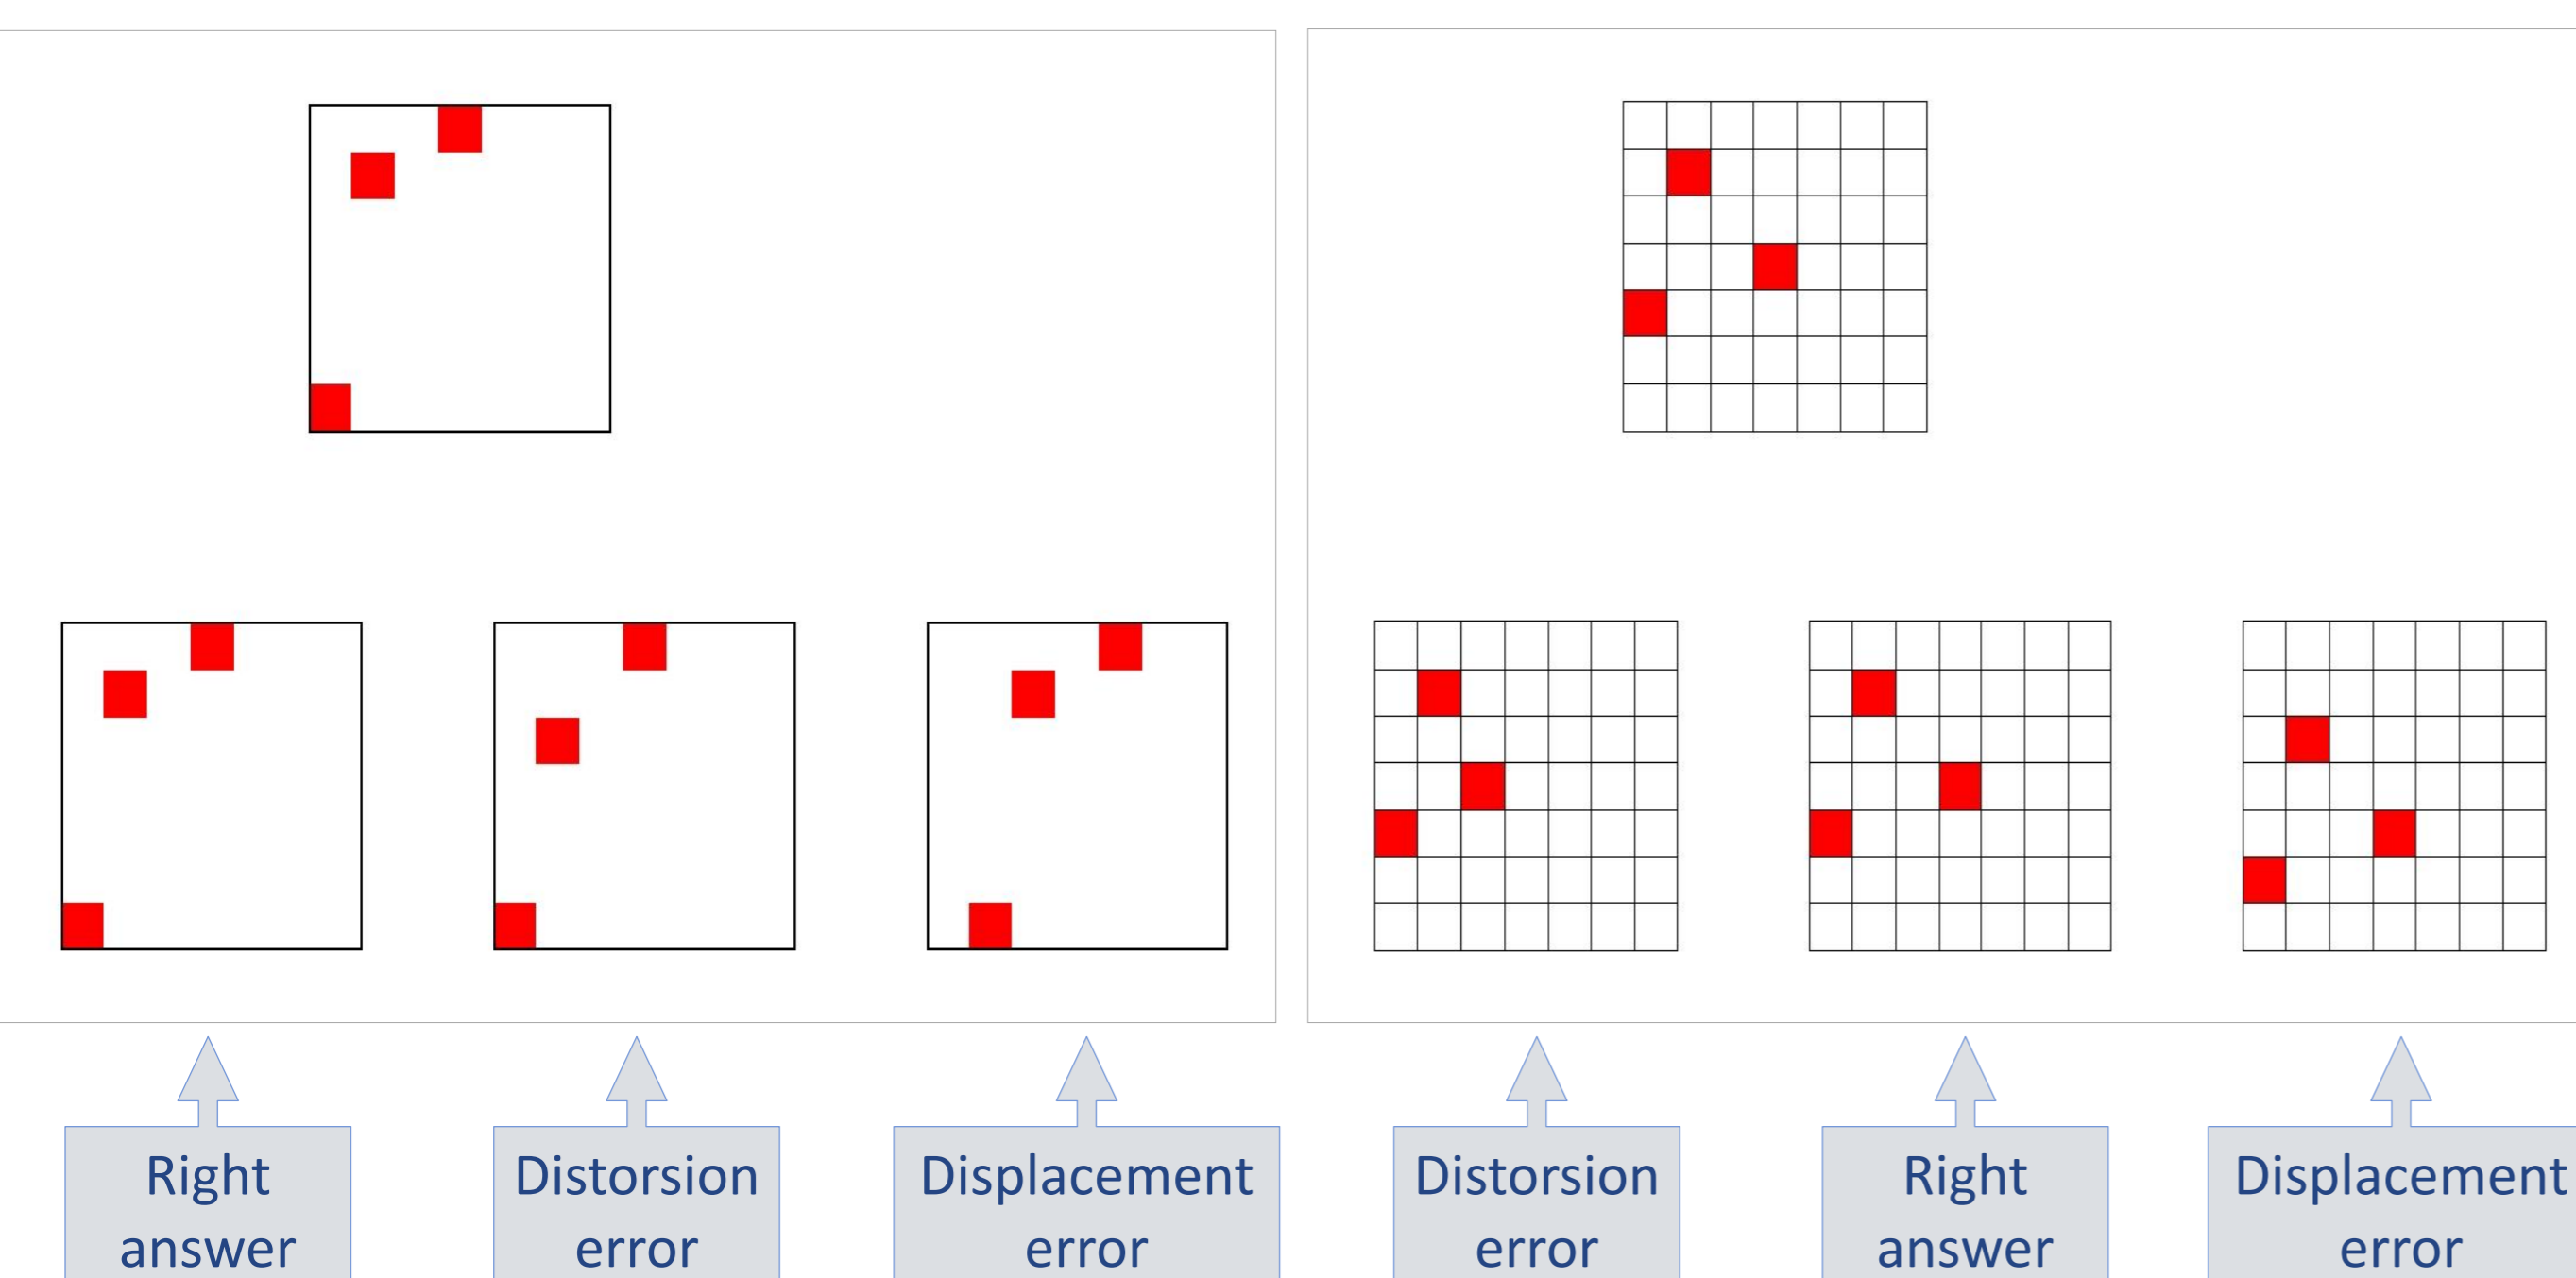 Right
answer
Distorsion
error
Displacement
error
Distorsion
error
Right
answer
Displacement
error